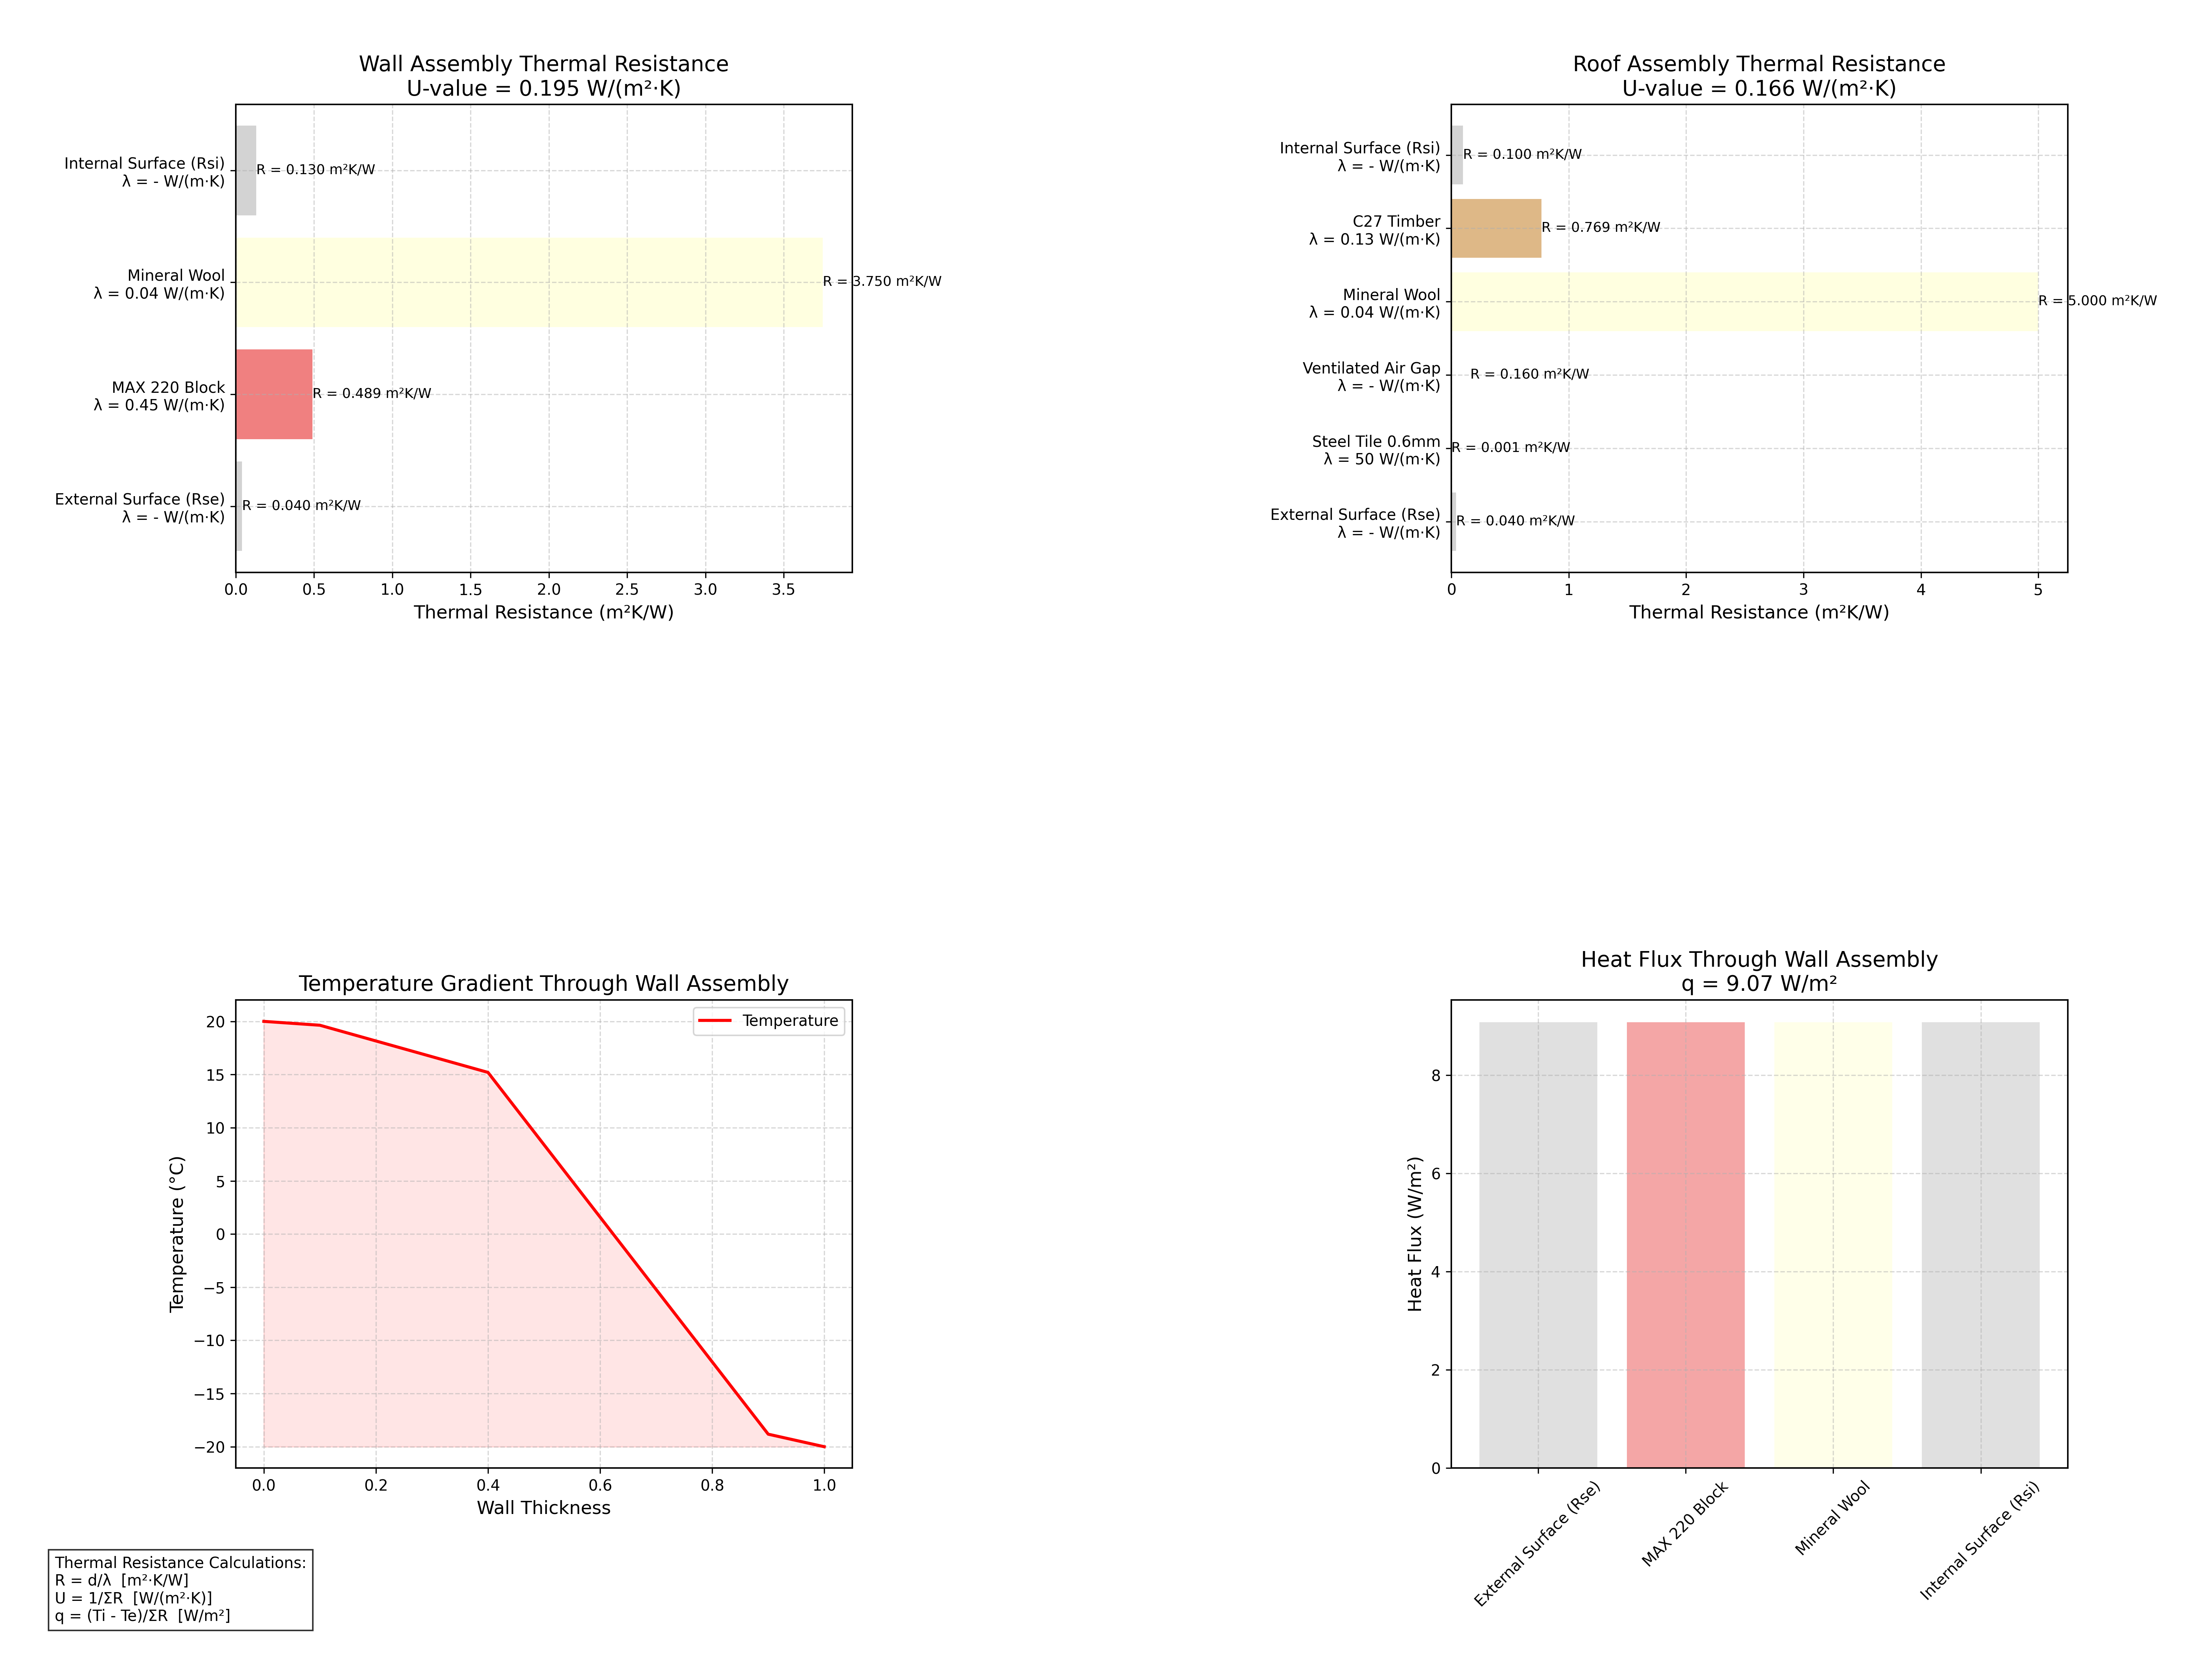 Wall Assembly Thermal Resistance
U-value = 0.195 W/(m²·K)
Internal Surface (Rsi)
λ = - W/(m·K)
R = 0.130 m²K/W
Mineral Wool
λ = 0.04 W/(m·K)
R = 3.750 m²K/W
MAX 220 Block
λ = 0.45 W/(m·K)
R = 0.489 m²K/W
External Surface (Rse)
λ = - W/(m·K)
R = 0.040 m²K/W
0.0 0.5 1.0 1.5 2.0 2.5 3.0 3.5
Thermal Resistance (m²K/W)
Roof Assembly Thermal Resistance
U-value = 0.166 W/(m²·K)
Internal Surface (Rsi)
λ = - W/(m·K)
R = 0.100 m²K/W
C27 Timber
λ = 0.13 W/(m·K)
R = 0.769 m²K/W
Mineral Wool
λ = 0.04 W/(m·K)
R = 5.000 m²K/W
Ventilated Air Gap
λ = - W/(m·K)
R = 0.160 m²K/W
Steel Tile 0.6mm
λ = 50 W/(m·K)
R = 0.001 m²K/W
External Surface (Rse)
λ = - W/(m·K)
R = 0.040 m²K/W
0 1 2 3 4 5
Thermal Resistance (m²K/W)
Temperature Gradient Through Wall Assembly
Temperature
Temperature (°C)
20
15
10
5
0
−5
−10
−15
−20
0.0 0.2 0.4 0.6 0.8 1.0
Wall Thickness
Heat Flux Through Wall Assembly
q = 9.07 W/m²
Heat Flux (W/m²)
8
6
4
2
0
External Surface (Rse)
MAX 220 Block
Mineral Wool
Internal Surface (Rsi)
Thermal Resistance Calculations:
R = d/λ [m²·K/W]
U = 1/ΣR [W/(m²·K)]
q = (Ti - Te)/ΣR [W/m²]